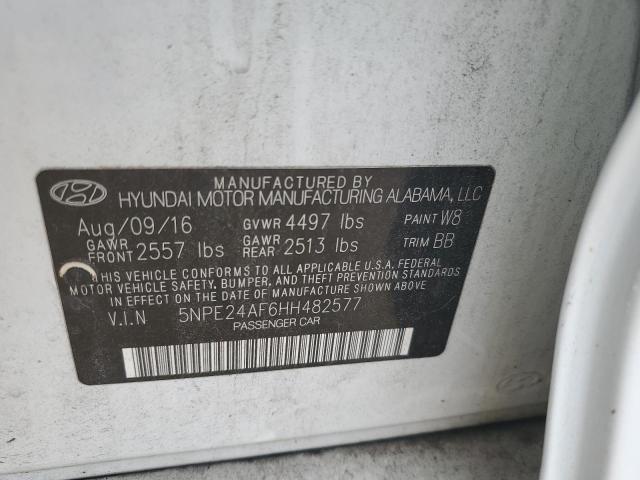 MANUFACTURED BY
HYUNDAI MOTOR MANUFACTURING ALABAMA, LLC
Aug/09/16 GVWR 4497 lbs PAINT W8
GAWR FRONT 2557 lbs GAWR REAR 2513 lbs TRIM BB
THIS VEHICLE CONFORMS TO ALL APPLICABLE U.S.A. FEDERAL
MOTOR VEHICLE SAFETY, BUMPER, AND THEFT PREVENTION STANDARDS
IN EFFECT ON THE DATE OF MANUFACTURE SHOWN ABOVE.
V.I.N 5NPE24AF6HH482577
PASSENGER CAR